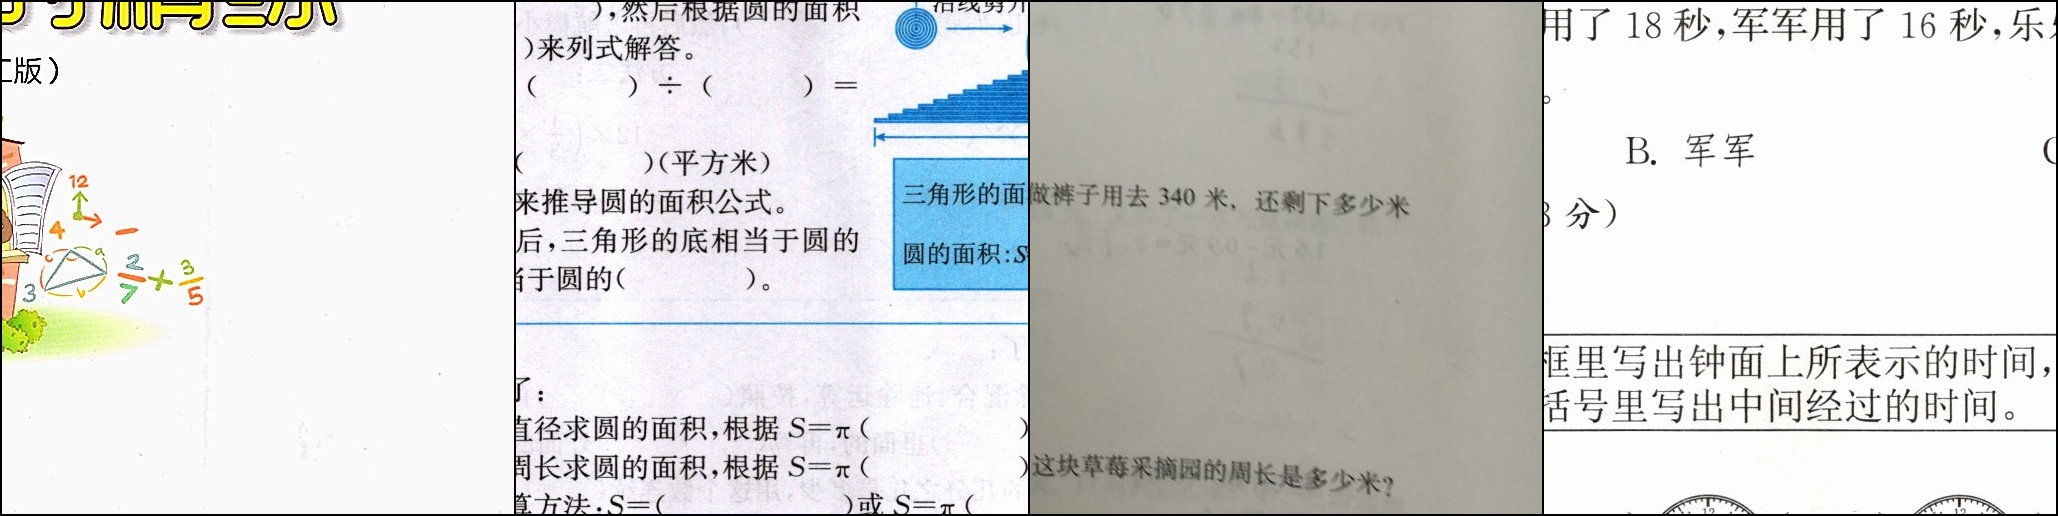 版）
12
4
3
c
a
b
2/7+3/5
），然后根据圆的面积
）来列式解答。
（　　）÷（　　）＝
（　　）（平方米）
来推导圆的面积公式。
后，三角形的底相当于圆的
于圆的（　　）。
三角形的面
圆的面积：S
直径求圆的面积，根据 S＝π（　　）
周长求圆的面积，根据 S＝π（　　）
算方法：S＝（　　）或 S＝π（
做裤子用去 340 米，还剩下多少米
这块草莓采摘园的周长是多少米？
用了 18 秒，军军用了 16 秒，乐
。
B. 军军
分）
框里写出钟面上所表示的时间，
括号里写出中间经过的时间。
12
12